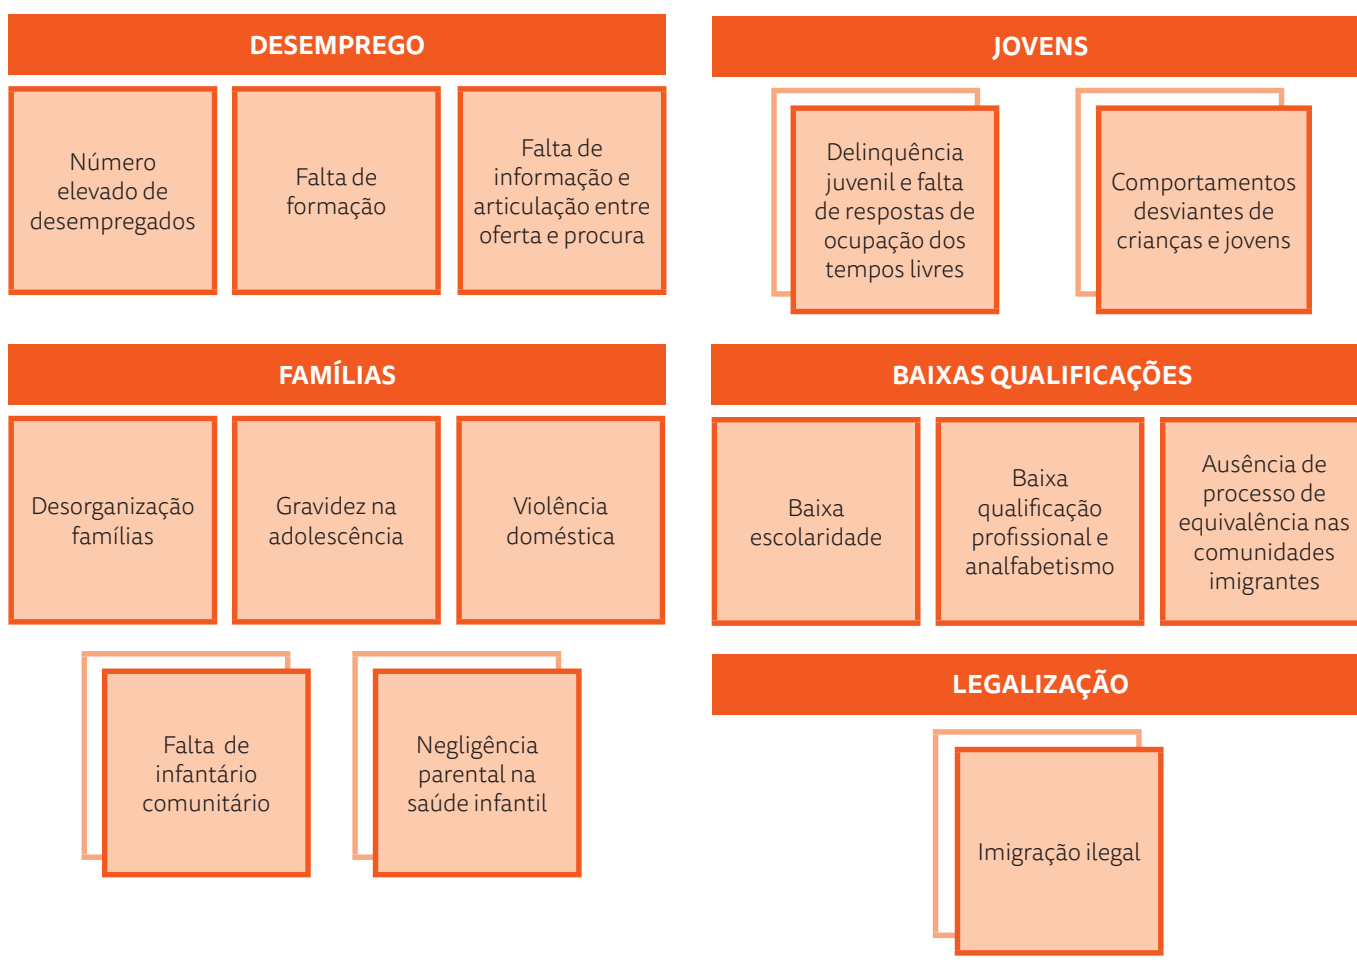 DESEMPREGO
Número
elevado de
desempregados
Falta de
formação
Falta de
informação e
articulação entre
oferta e procura
JOVENS
Delinquência
juvenil e falta
de respostas de
ocupação dos
tempos livres
Comportamentos
desviantes de
crianças e jovens
FAMÍLIAS
Desorganização
famílias
Gravidez na
adolescência
Violência
doméstica
Falta de
infantário
comunitário
Negligência
parental na
saúde infantil
BAIXAS QUALIFICAÇÕES
Baixa
escolaridade
Baixa
qualificação
profissional e
analfabetismo
Ausência de
processo de
equivalência nas
comunidades
imigrantes
LEGALIZAÇÃO
Imigração ilegal